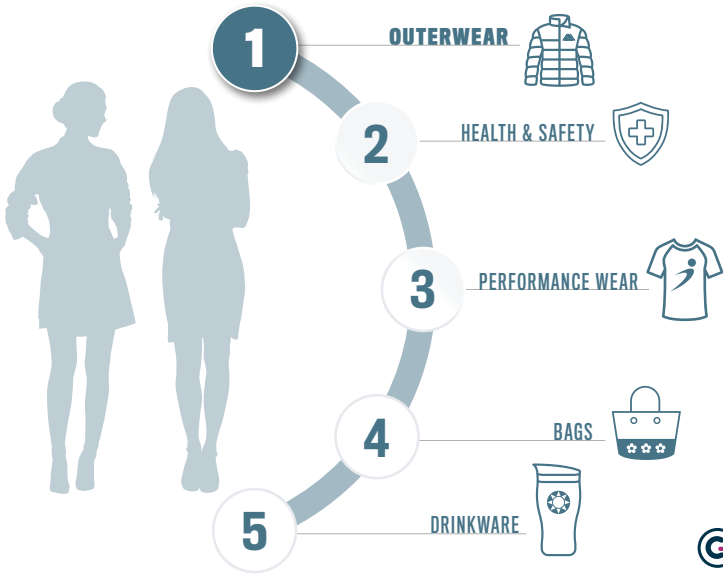 1
OUTERWEAR
2
HEALTH & SAFETY
3
PERFORMANCE WEAR
4
BAGS
5
DRINKWARE